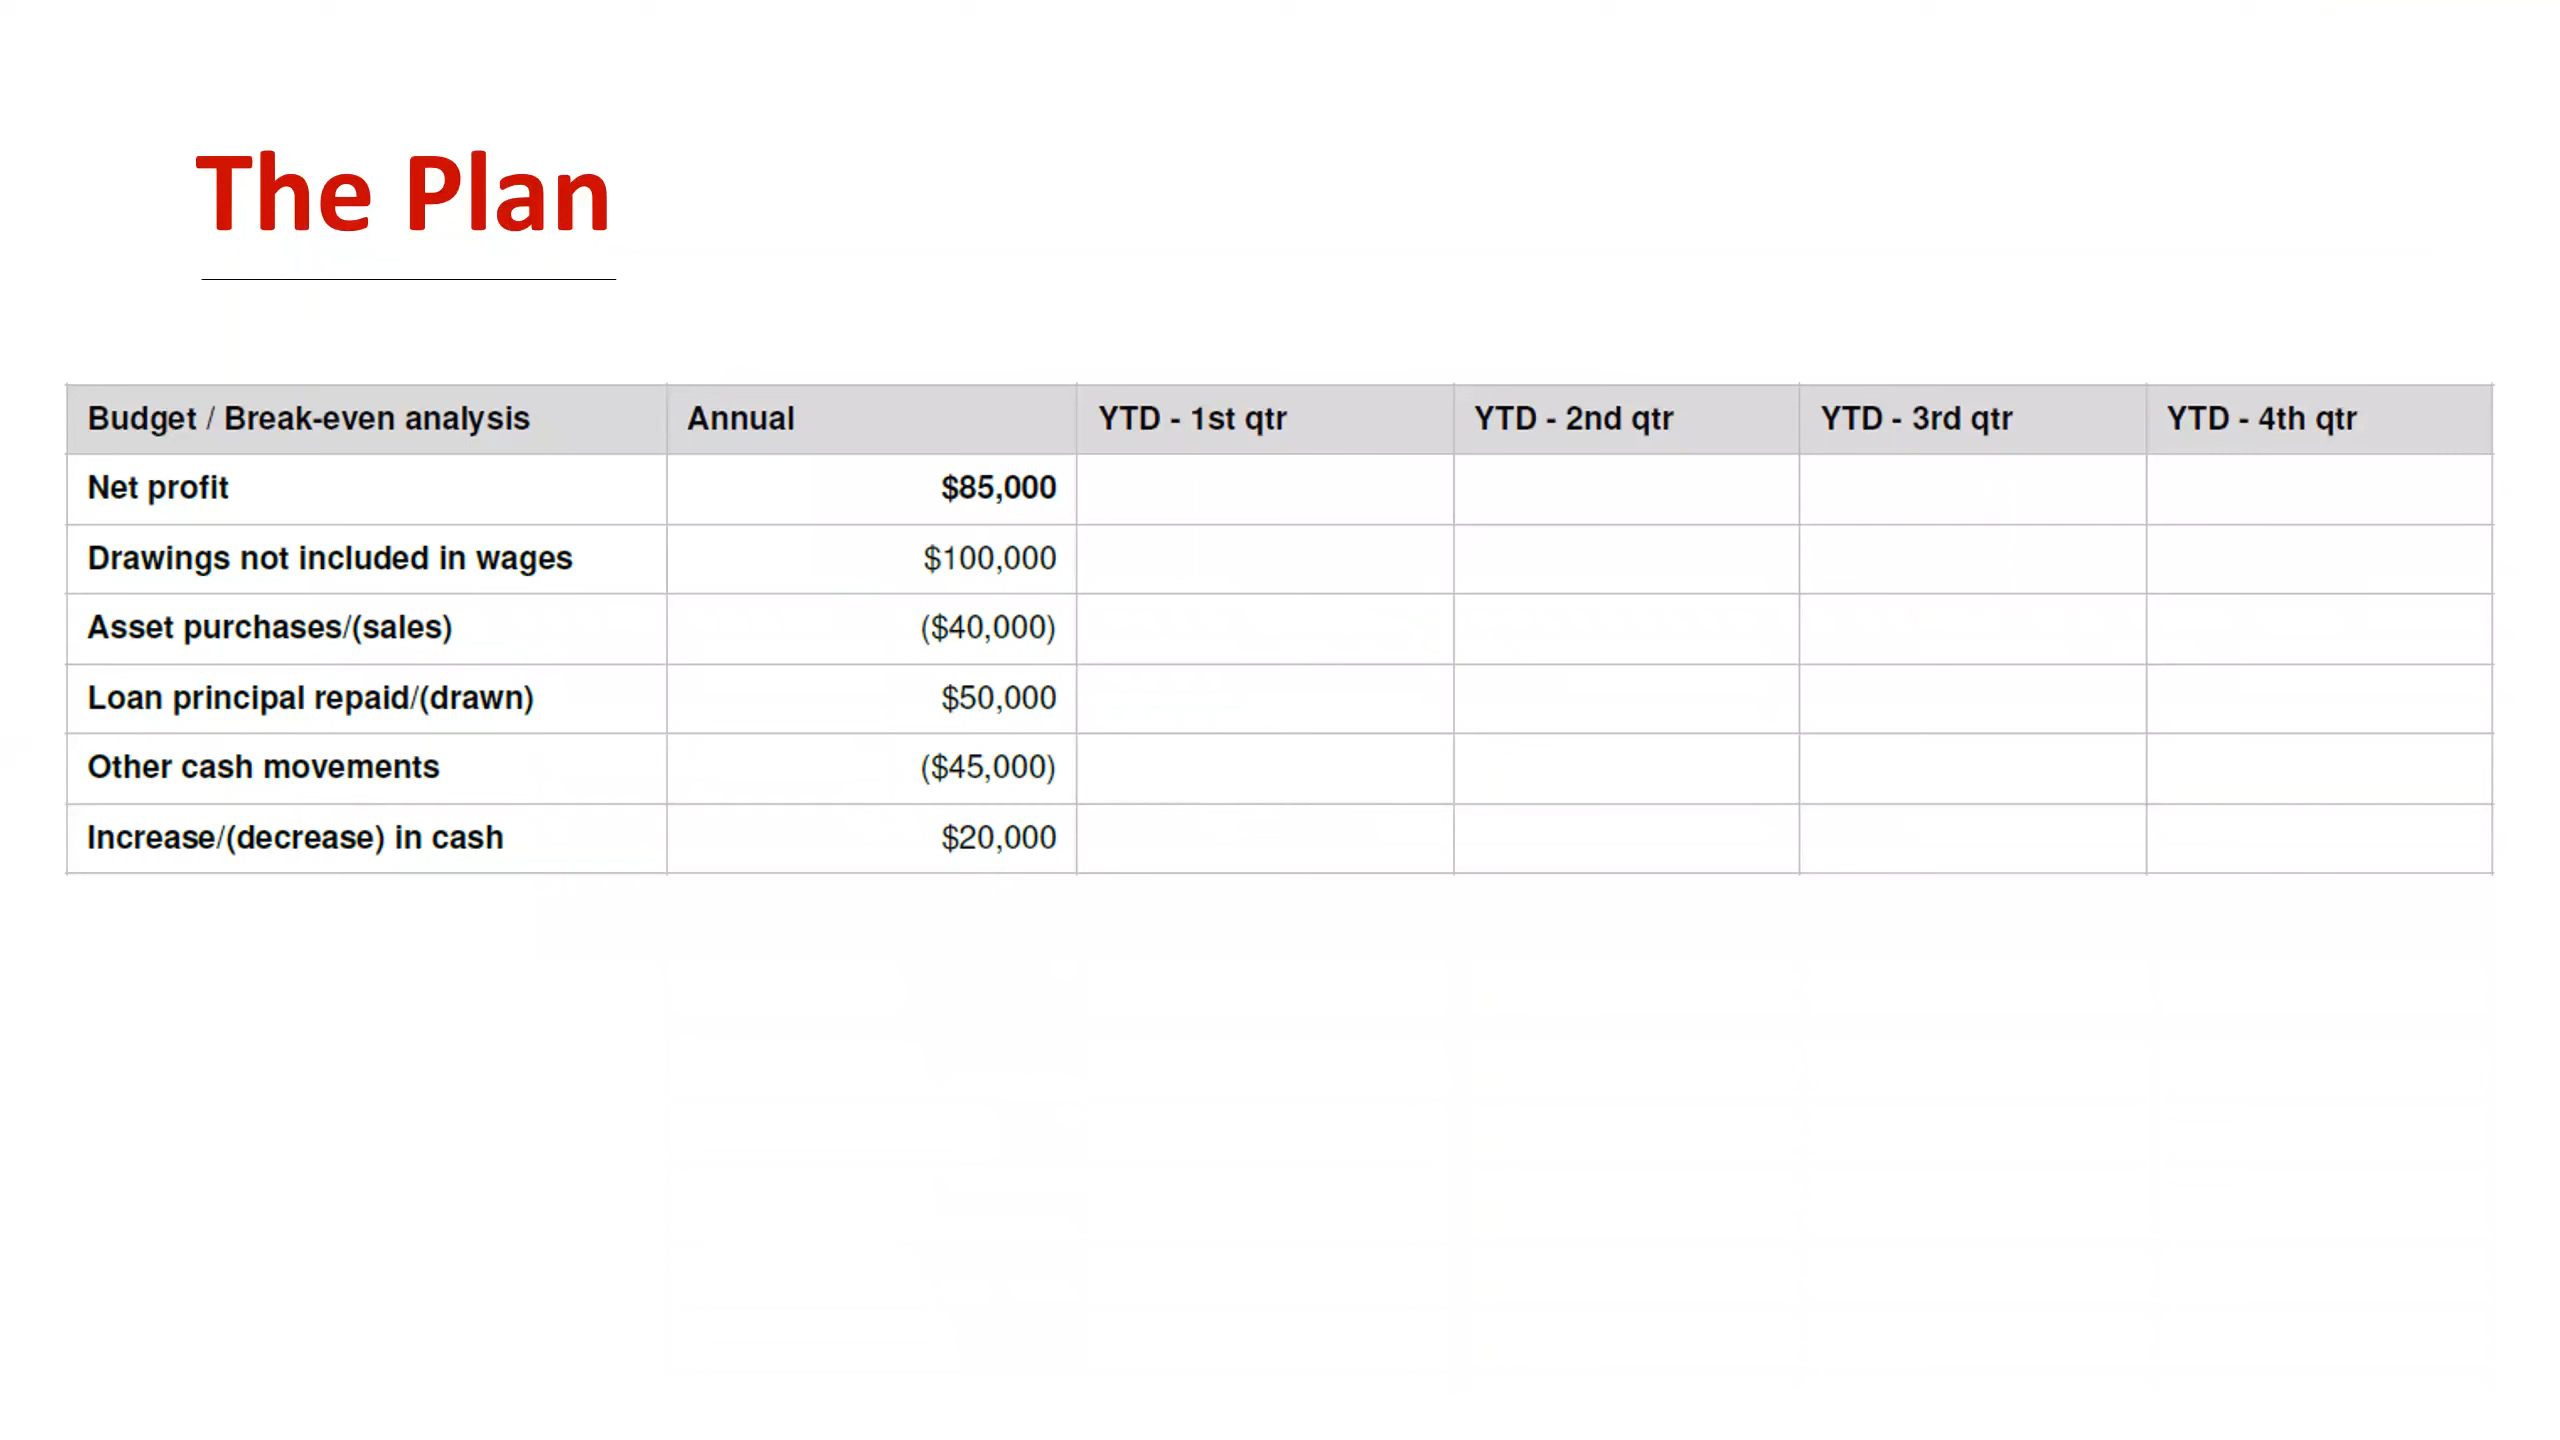 The Plan
Budget / Break-even analysis Annual YTD - 1st qtr YTD - 2nd qtr YTD - 3rd qtr YTD - 4th qtr
Net profit $85,000
Drawings not included in wages $100,000
Asset purchases/(sales) ($40,000)
Loan principal repaid/(drawn) $50,000
Other cash movements ($45,000)
Increase/(decrease) in cash $20,000